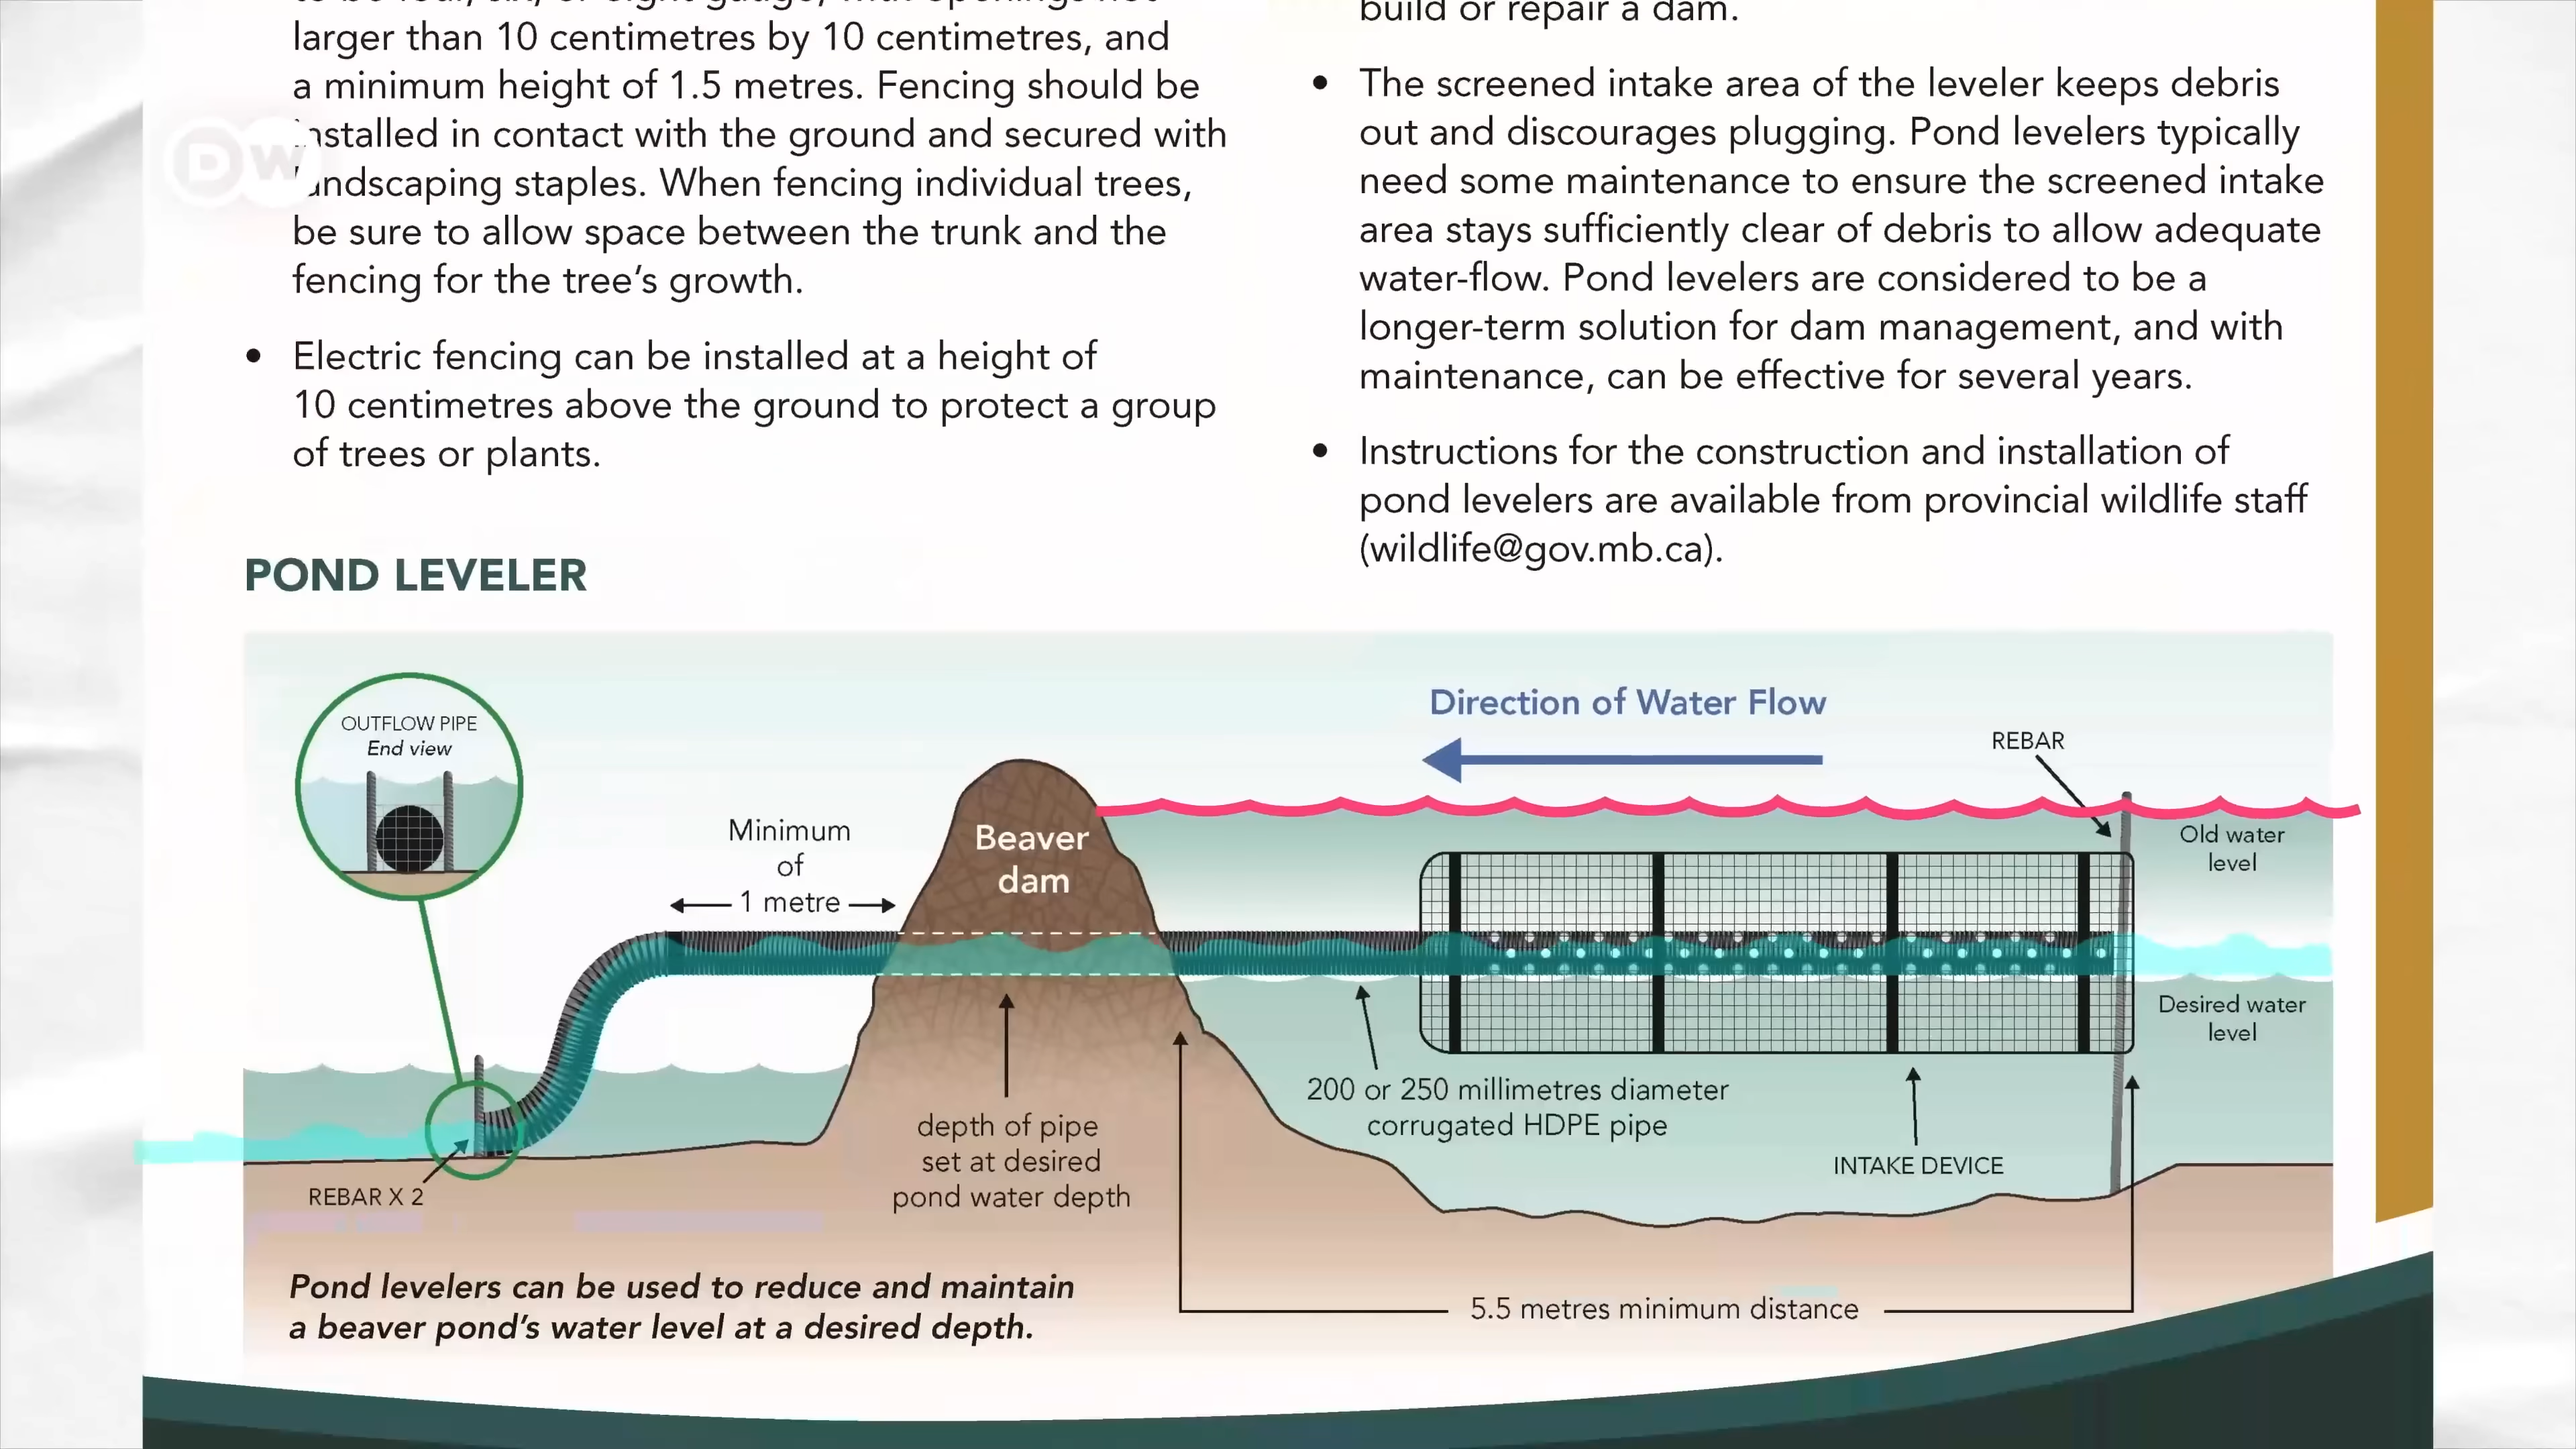 larger than 10 centimetres by 10 centimetres, and
a minimum height of 1.5 metres. Fencing should be
installed in contact with the ground and secured with
landscaping staples. When fencing individual trees,
be sure to allow space between the trunk and the
fencing for the tree's growth.
• Electric fencing can be installed at a height of
10 centimetres above the ground to protect a group
of trees or plants.
DW
build or repair a dam.
• The screened intake area of the leveler keeps debris
out and discourages plugging. Pond levelers typically
need some maintenance to ensure the screened intake
area stays sufficiently clear of debris to allow adequate
water-flow. Pond levelers are considered to be a
longer-term solution for dam management, and with
maintenance, can be effective for several years.
• Instructions for the construction and installation of
pond levelers are available from provincial wildlife staff
(wildlife@gov.mb.ca).
POND LEVELER
OUTFLOW PIPE
End view
Minimum
of
1 metre
Beaver
dam
Direction of Water Flow
REBAR
Old water
level
Desired water
level
200 or 250 millimetres diameter
corrugated HDPE pipe
INTAKE DEVICE
depth of pipe
set at desired
pond water depth
REBAR X 2
5.5 metres minimum distance
Pond levelers can be used to reduce and maintain
a beaver pond's water level at a desired depth.